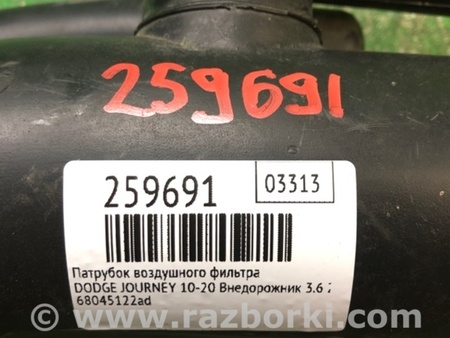 259691
259691
03313
Патрубок воздушного фильтра
DODGE JOURNEY 10-20 Внедорожник 3.6
68045122ad
www.razborki.com